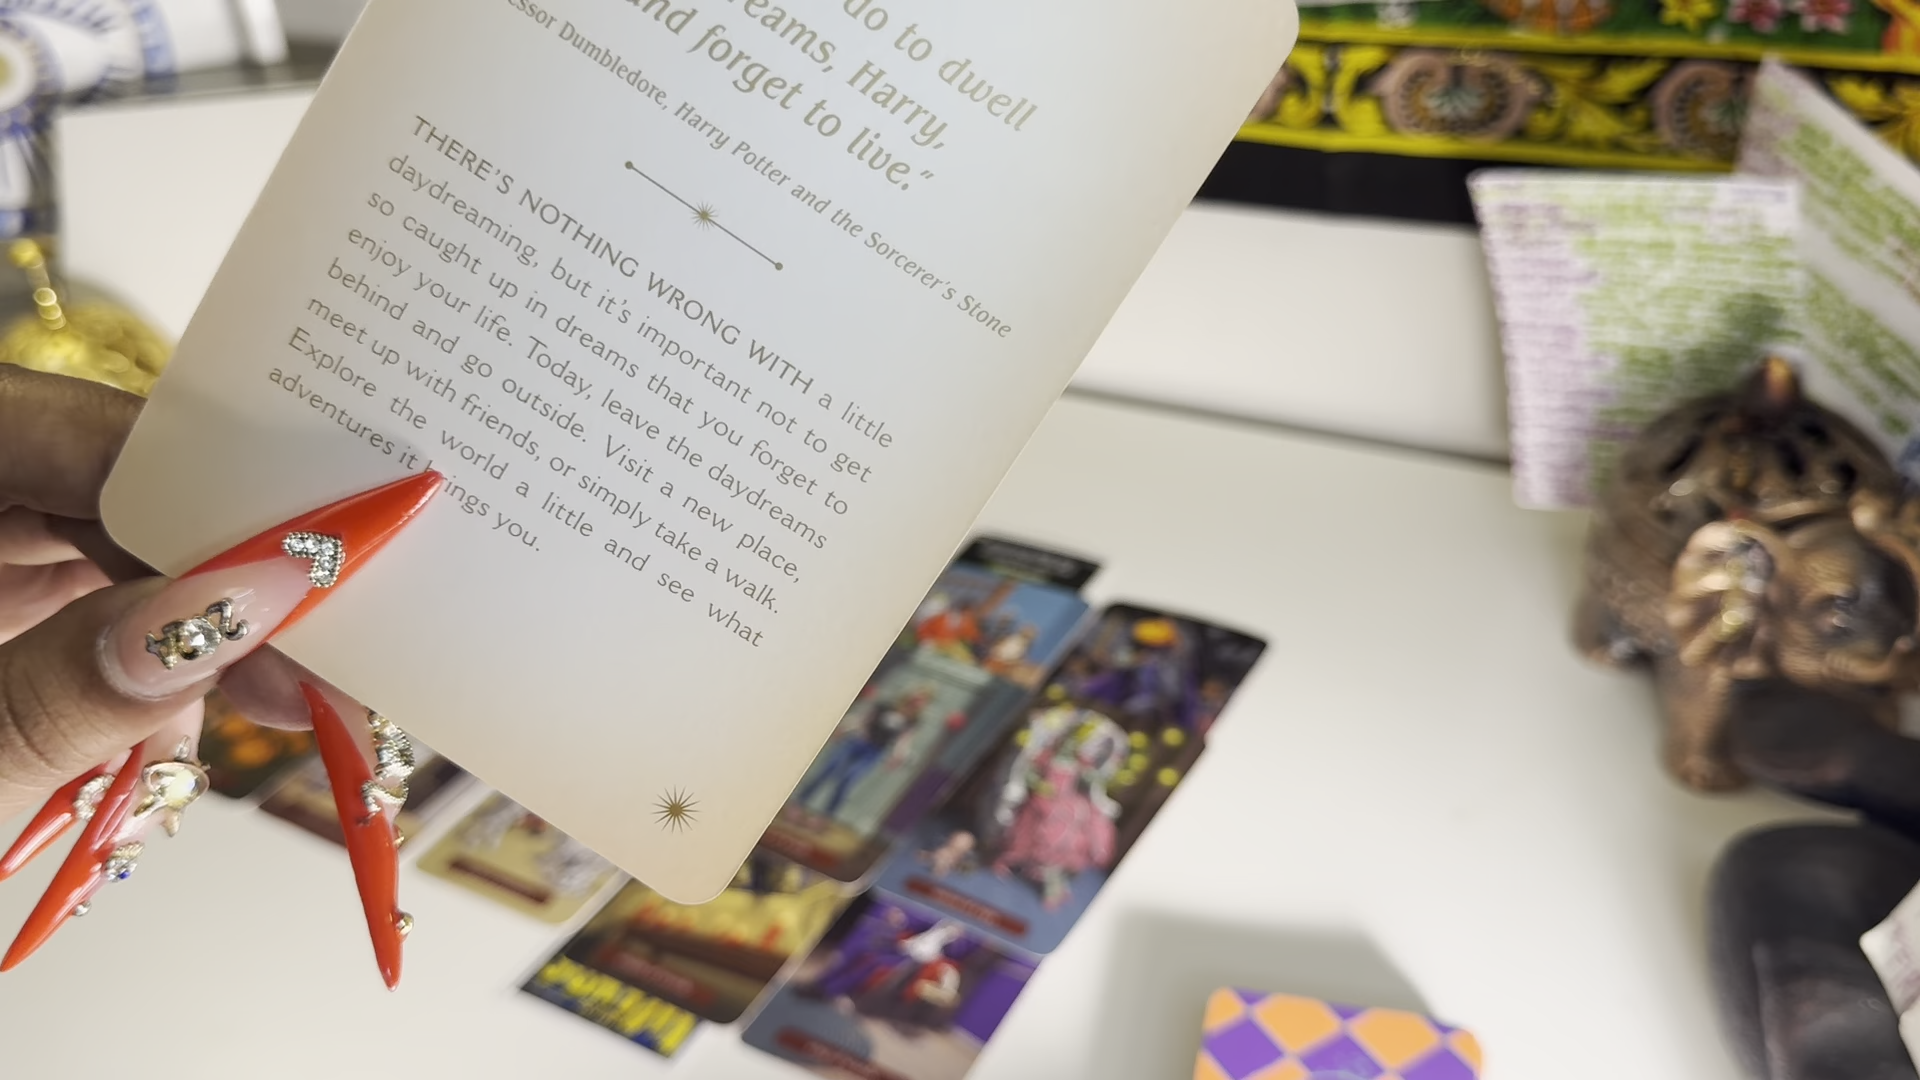 do to dwell
reams, Harry,
and forget to live.”
essor Dumbledore, Harry Potter and the Sorcerer's Stone
THERE'S NOTHING WRONG WITH a little
daydreaming, but it's important not to get
so caught up in dreams that you forget to
enjoy your life. Today, leave the daydreams
behind and go outside. Visit a new place,
meet up with friends, or simply take a walk.
Explore the world a little and see what
adventures it brings you.